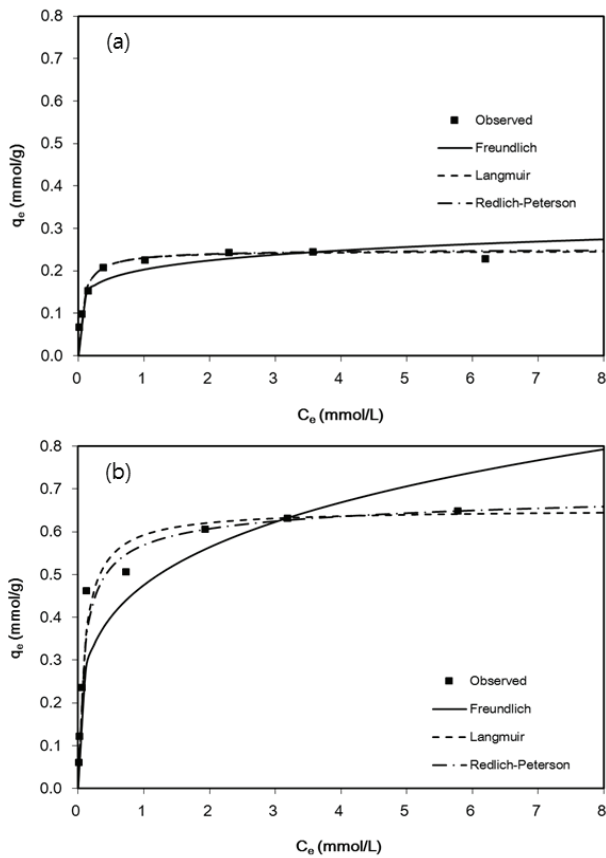 (a)
0.8
0.7
0.6
0.5
0.4
0.3
0.2
0.1
0.0
qe (mmol/g)
Observed
Freundlich
Langmuir
Redlich-Peterson
0 1 2 3 4 5 6 7 8
Ce (mmol/L)
(b)
0.8
0.7
0.6
0.5
0.4
0.3
0.2
0.1
0.0
qe (mmol/g)
Observed
Freundlich
Langmuir
Redlich-Peterson
0 1 2 3 4 5 6 7 8
Ce (mmol/L)